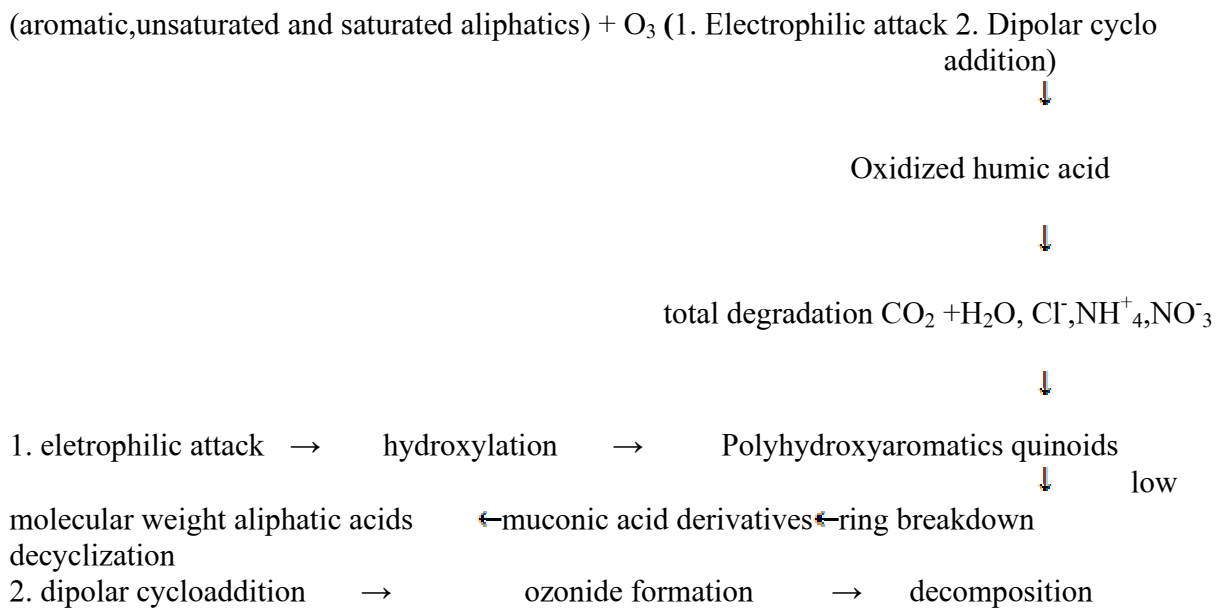 (aromatic,unsaturated and saturated aliphatics) + O₃ (1. Electrophilic attack 2. Dipolar cyclo
addition)
↓
Oxidized humic acid
↓
total degradation CO₂ +H₂O, Cl⁻,NH⁺₄,NO⁻₃
↓
1. eletrophilic attack → hydroxylation → Polyhydroxyaromatics quinoids
↓ low
molecular weight aliphatic acids ←muconic acid derivatives←ring breakdown
decyclization
2. dipolar cycloaddition → ozonide formation → decomposition